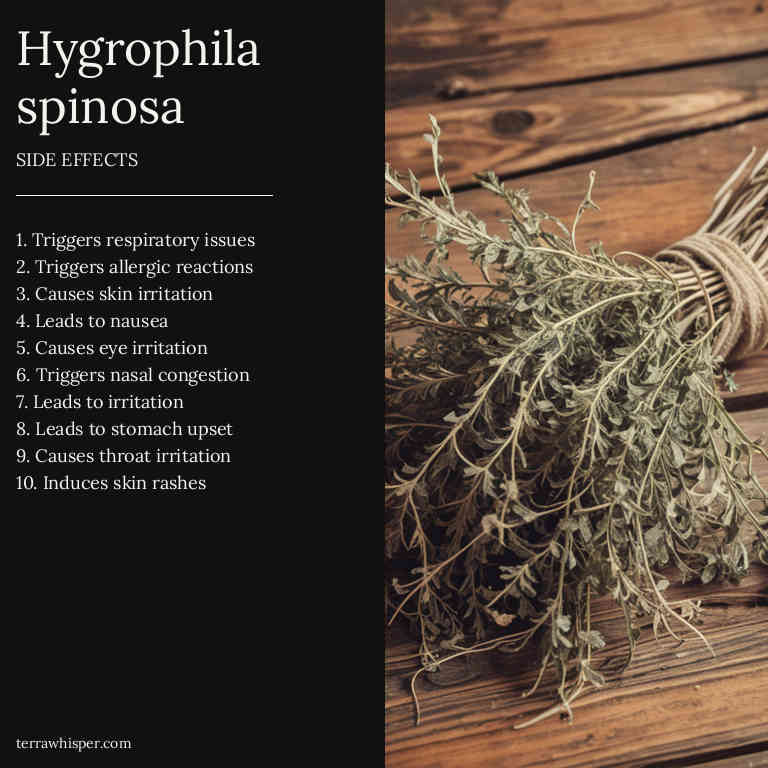 Hygrophila
spinosa
SIDE EFFECTS
1. Triggers respiratory issues
2. Triggers allergic reactions
3. Causes skin irritation
4. Leads to nausea
5. Causes eye irritation
6. Triggers nasal congestion
7. Leads to irritation
8. Leads to stomach upset
9. Causes throat irritation
10. Induces skin rashes
terrawhisper.com